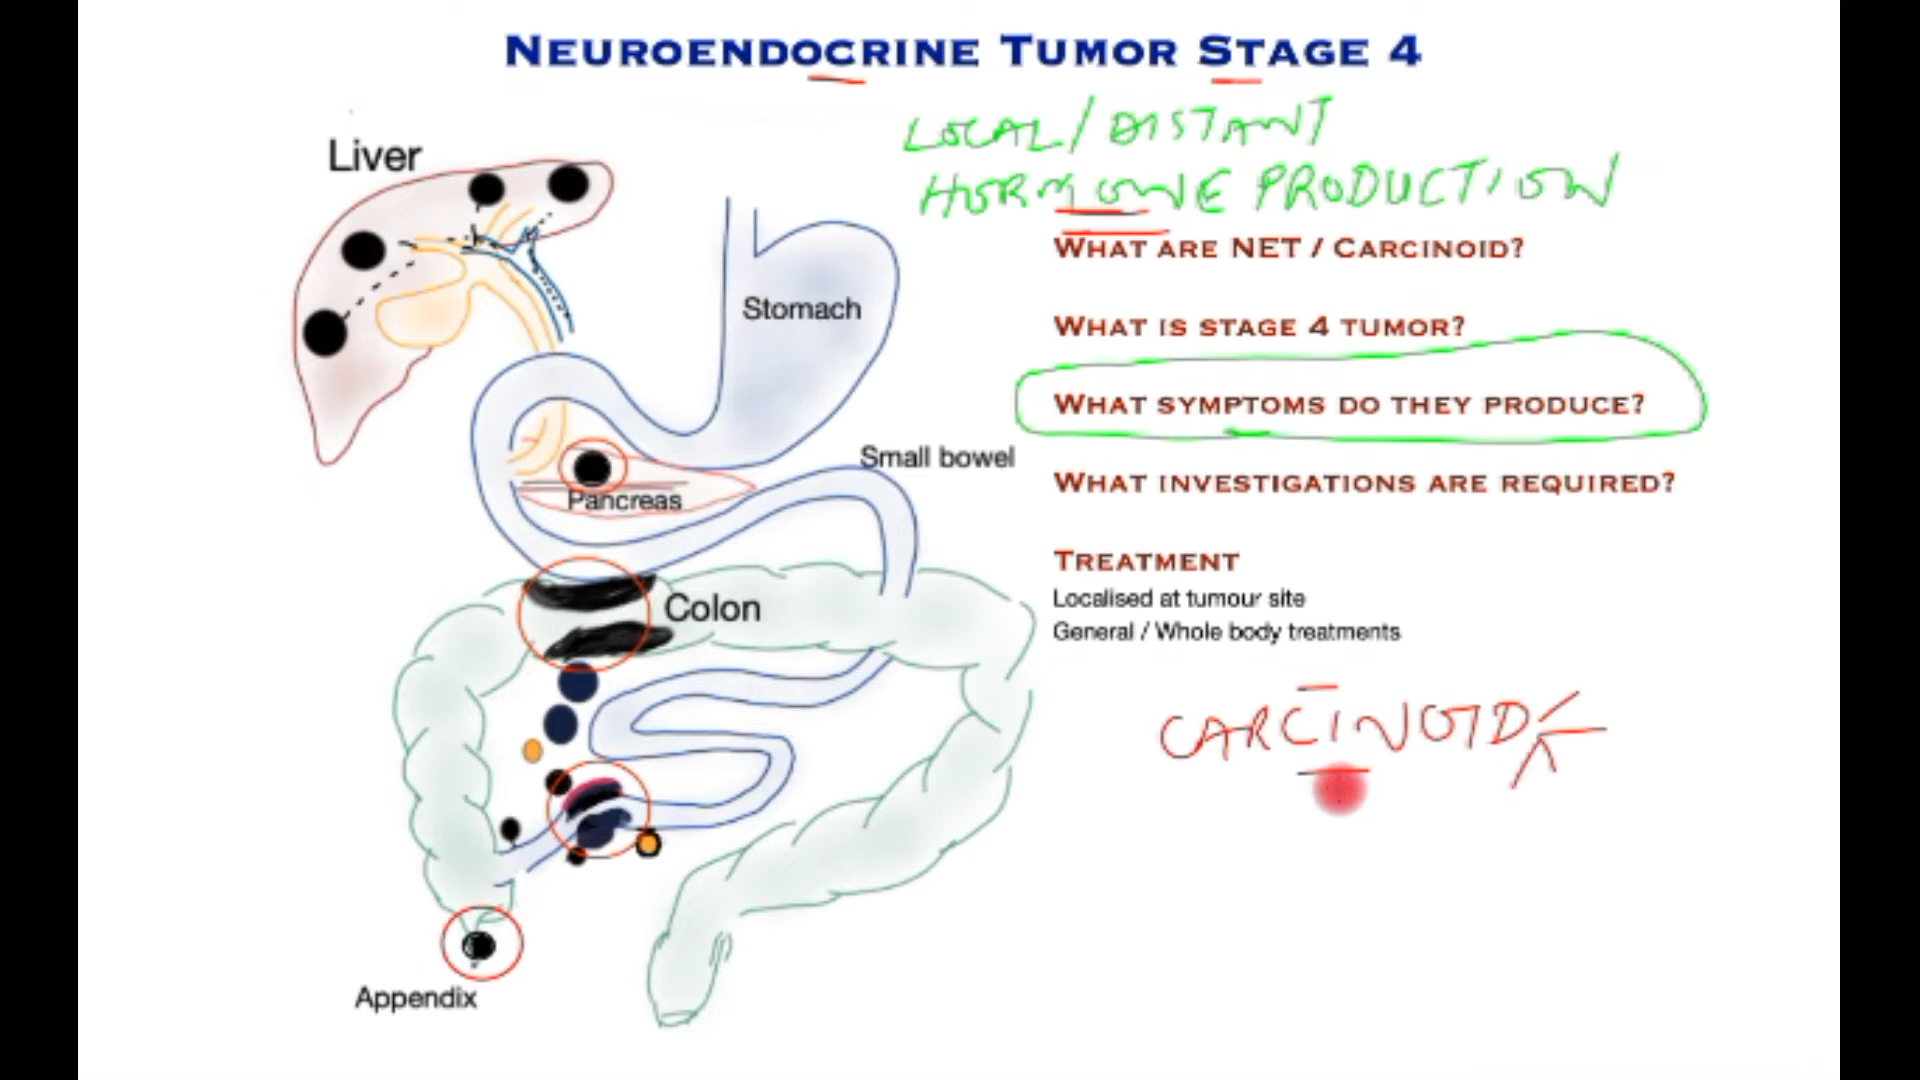 NEUROENDOCRINE TUMOR STAGE 4
LOCAL / DISTANT
HORMONE PRODUCTION
Liver
WHAT ARE NET / CARCINOID?
Stomach
WHAT IS STAGE 4 TUMOR?
WHAT SYMPTOMS DO THEY PRODUCE?
Small bowel
WHAT INVESTIGATIONS ARE REQUIRED?
Pancreas
TREATMENT
Localised at tumour site
General / Whole body treatments
Colon
CARCINOID
Appendix